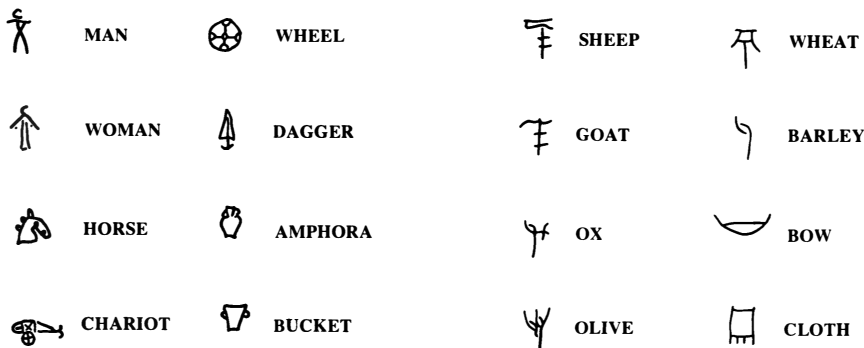 MAN WHEEL SHEEP WHEAT
WOMAN DAGGER GOAT BARLEY
HORSE AMPHORA OX BOW
CHARIOT BUCKET OLIVE CLOTH